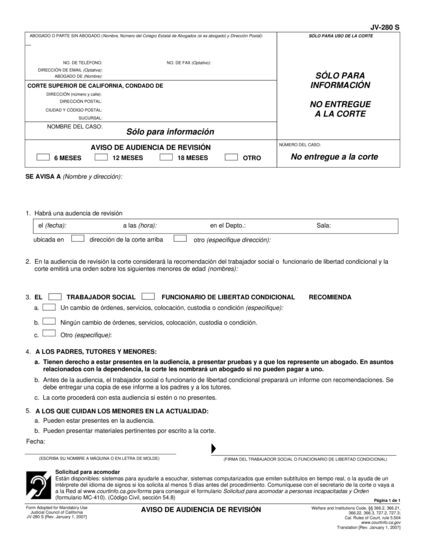 JV-280 S
ABOGADO O PARTE SIN ABOGADO (Nombre, Número del Colegio Estatal de Abogados (si es abogado) y Dirección Postal):
SÓLO PARA USO DE LA CORTE
NO. DE TELÉFONO:
NO. DE FAX (Optativo):
DIRECCIÓN DE EMAIL (Optativa):
ABOGADO DE (Nombre):
CORTE SUPERIOR DE CALIFORNIA, CONDADO DE
DIRECCIÓN (número y calle):
DIRECCIÓN POSTAL:
CIUDAD Y CÓDIGO POSTAL:
SUCURSAL:
SÓLO PARA
INFORMACIÓN
NO ENTREGUE
A LA CORTE
NOMBRE DEL CASO:
Sólo para información
AVISO DE AUDIENCIA DE REVISIÓN
6 MESES 12 MESES 18 MESES OTRO
NÚMERO DEL CASO:
No entregue a la corte
SE AVISA A (Nombre y dirección):
1. Habrá una audencia de revisión
el (fecha): a las (hora): en el Depto.: Sala:
ubicada en dirección de la corte arriba otro (especifique dirección):
2. En la audiencia de revisión la corte considerará la recomendación del trabajador social o funcionario de libertad condicional y la
corte emitirá una orden sobre los siguientes menores de edad (nombres):
3. EL TRABAJADOR SOCIAL FUNCIONARIO DE LIBERTAD CONDICIONAL RECOMIENDA
a. Un cambio de órdenes, servicios, colocación, custodia o condición (especifique):
b. Ningún cambio de órdenes, servicios, colocación, custodia o condición.
c. Otro (especifique):
4. A LOS PADRES, TUTORES Y MENORES:
a. Tienen derecho a estar presentes en la audiencia, a presentar pruebas y a que los represente un abogado. En asuntos
relacionados con la dependencia, la corte les nombrará un abogado si no pueden pagar a uno.
b. Antes de la audiencia, el trabajador social o funcionario de libertad condicional preparará un informe con recomendaciones. Se
debe entregar una copia de ese informe a los padres y a los tutores.
c. La corte procederá con esta audiencia si estén o no presentes.
5. A LOS QUE CUIDAN LOS MENORES EN LA ACTUALIDAD:
a. Pueden estar presentes en la audiencia.
b. Pueden presentar materiales pertinentes por escrito a la corte.
Fecha:
(ESCRIBA SU NOMBRE A MÁQUINA O EN LETRA DE MOLDE)
(FIRMA DEL TRABAJADOR SOCIAL O FUNCIONARIO DE LIBERTAD CONDICIONAL)
Solicitud para acomodar
Están disponibles: sistemas para ayudarle a escuchar, sistemas computarizados que emiten subtítulos en tiempo real, o la ayuda de un
intérprete del idioma de signos si los solicita al menos 5 días antes del procedimiento. Comuníquese con el secretario de la corte o vaya a
a la Red al www.courtinfo.ca.gov/forms para conseguir el formulario Solicitud para acomodar a personas incapacitadas y Orden
(formulario MC-410). (Código Civil, sección 54.8)
Página 1 de 1
Form Adopted for Mandatory Use
Judicial Council of California
JV-280 S [Rev. January 1, 2007]
AVISO DE AUDIENCIA DE REVISIÓN
Welfare and Institutions Code, §§ 366.2, 366.21,
366.22, 366.3, 727.2, 727.3;
Cal. Rules of Court, rule 5.504
www.courtinfo.ca.gov
Translation [Rev. January 1, 2007]